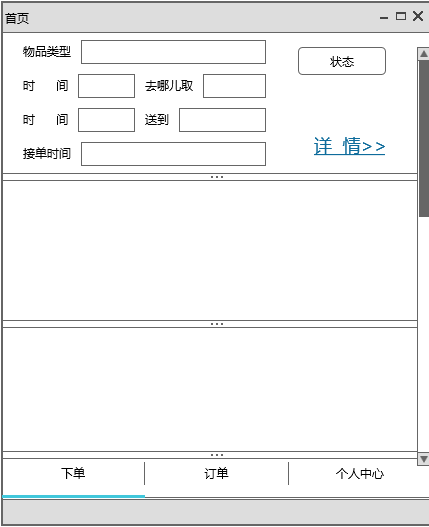 首页
物品类型
状态
时 间 去哪儿取
时 间 送到
详 情>>
接单时间
下单 订单 个人中心